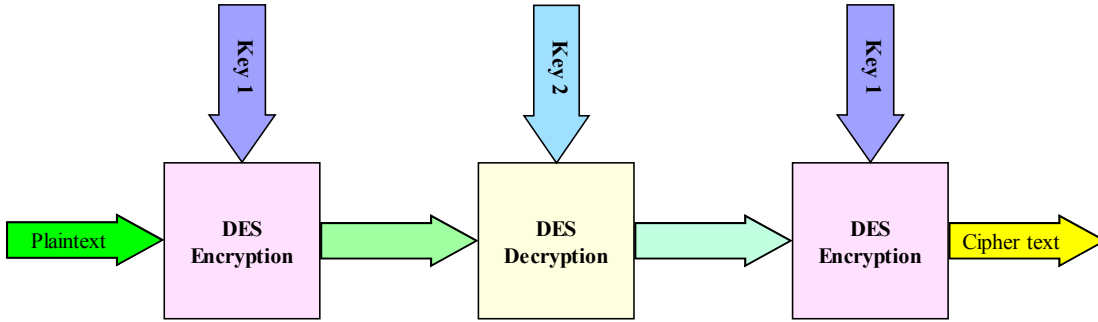 Key 1
Key 2
Key 1
Plaintext
DES
Encryption
DES
Decryption
DES
Encryption
Cipher text